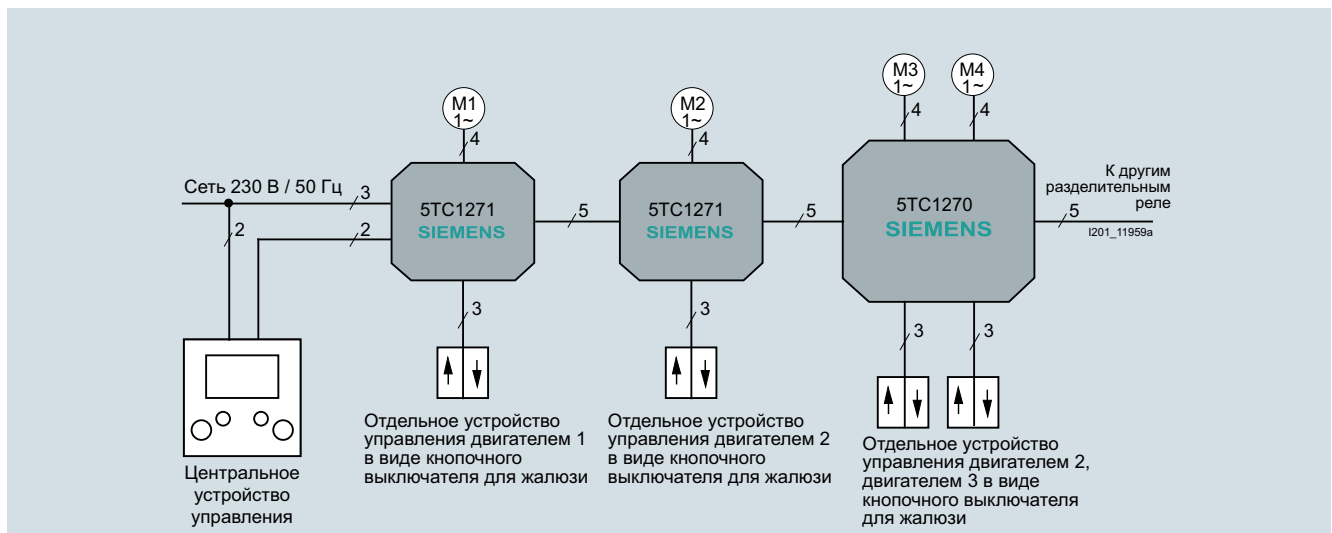 M1
1~
M2
1~
M3
1~
M4
1~
4
4
4
4
Сеть 230 В / 50 Гц
3
2
2
5TC1271
SIEMENS
5
5TC1271
SIEMENS
5
5TC1270
SIEMENS
К другим
разделительным
реле
5
I201_11959a
3
3
3
3
Центральное
устройство
управления
Отдельное устройство
управления двигателем 1
в виде кнопочного
выключателя для жалюзи
Отдельное устройство
управления двигателем 2
в виде кнопочного
выключателя для жалюзи
Отдельное устройство
управления двигателем 2,
двигателем 3 в виде
кнопочного выключателя
для жалюзи